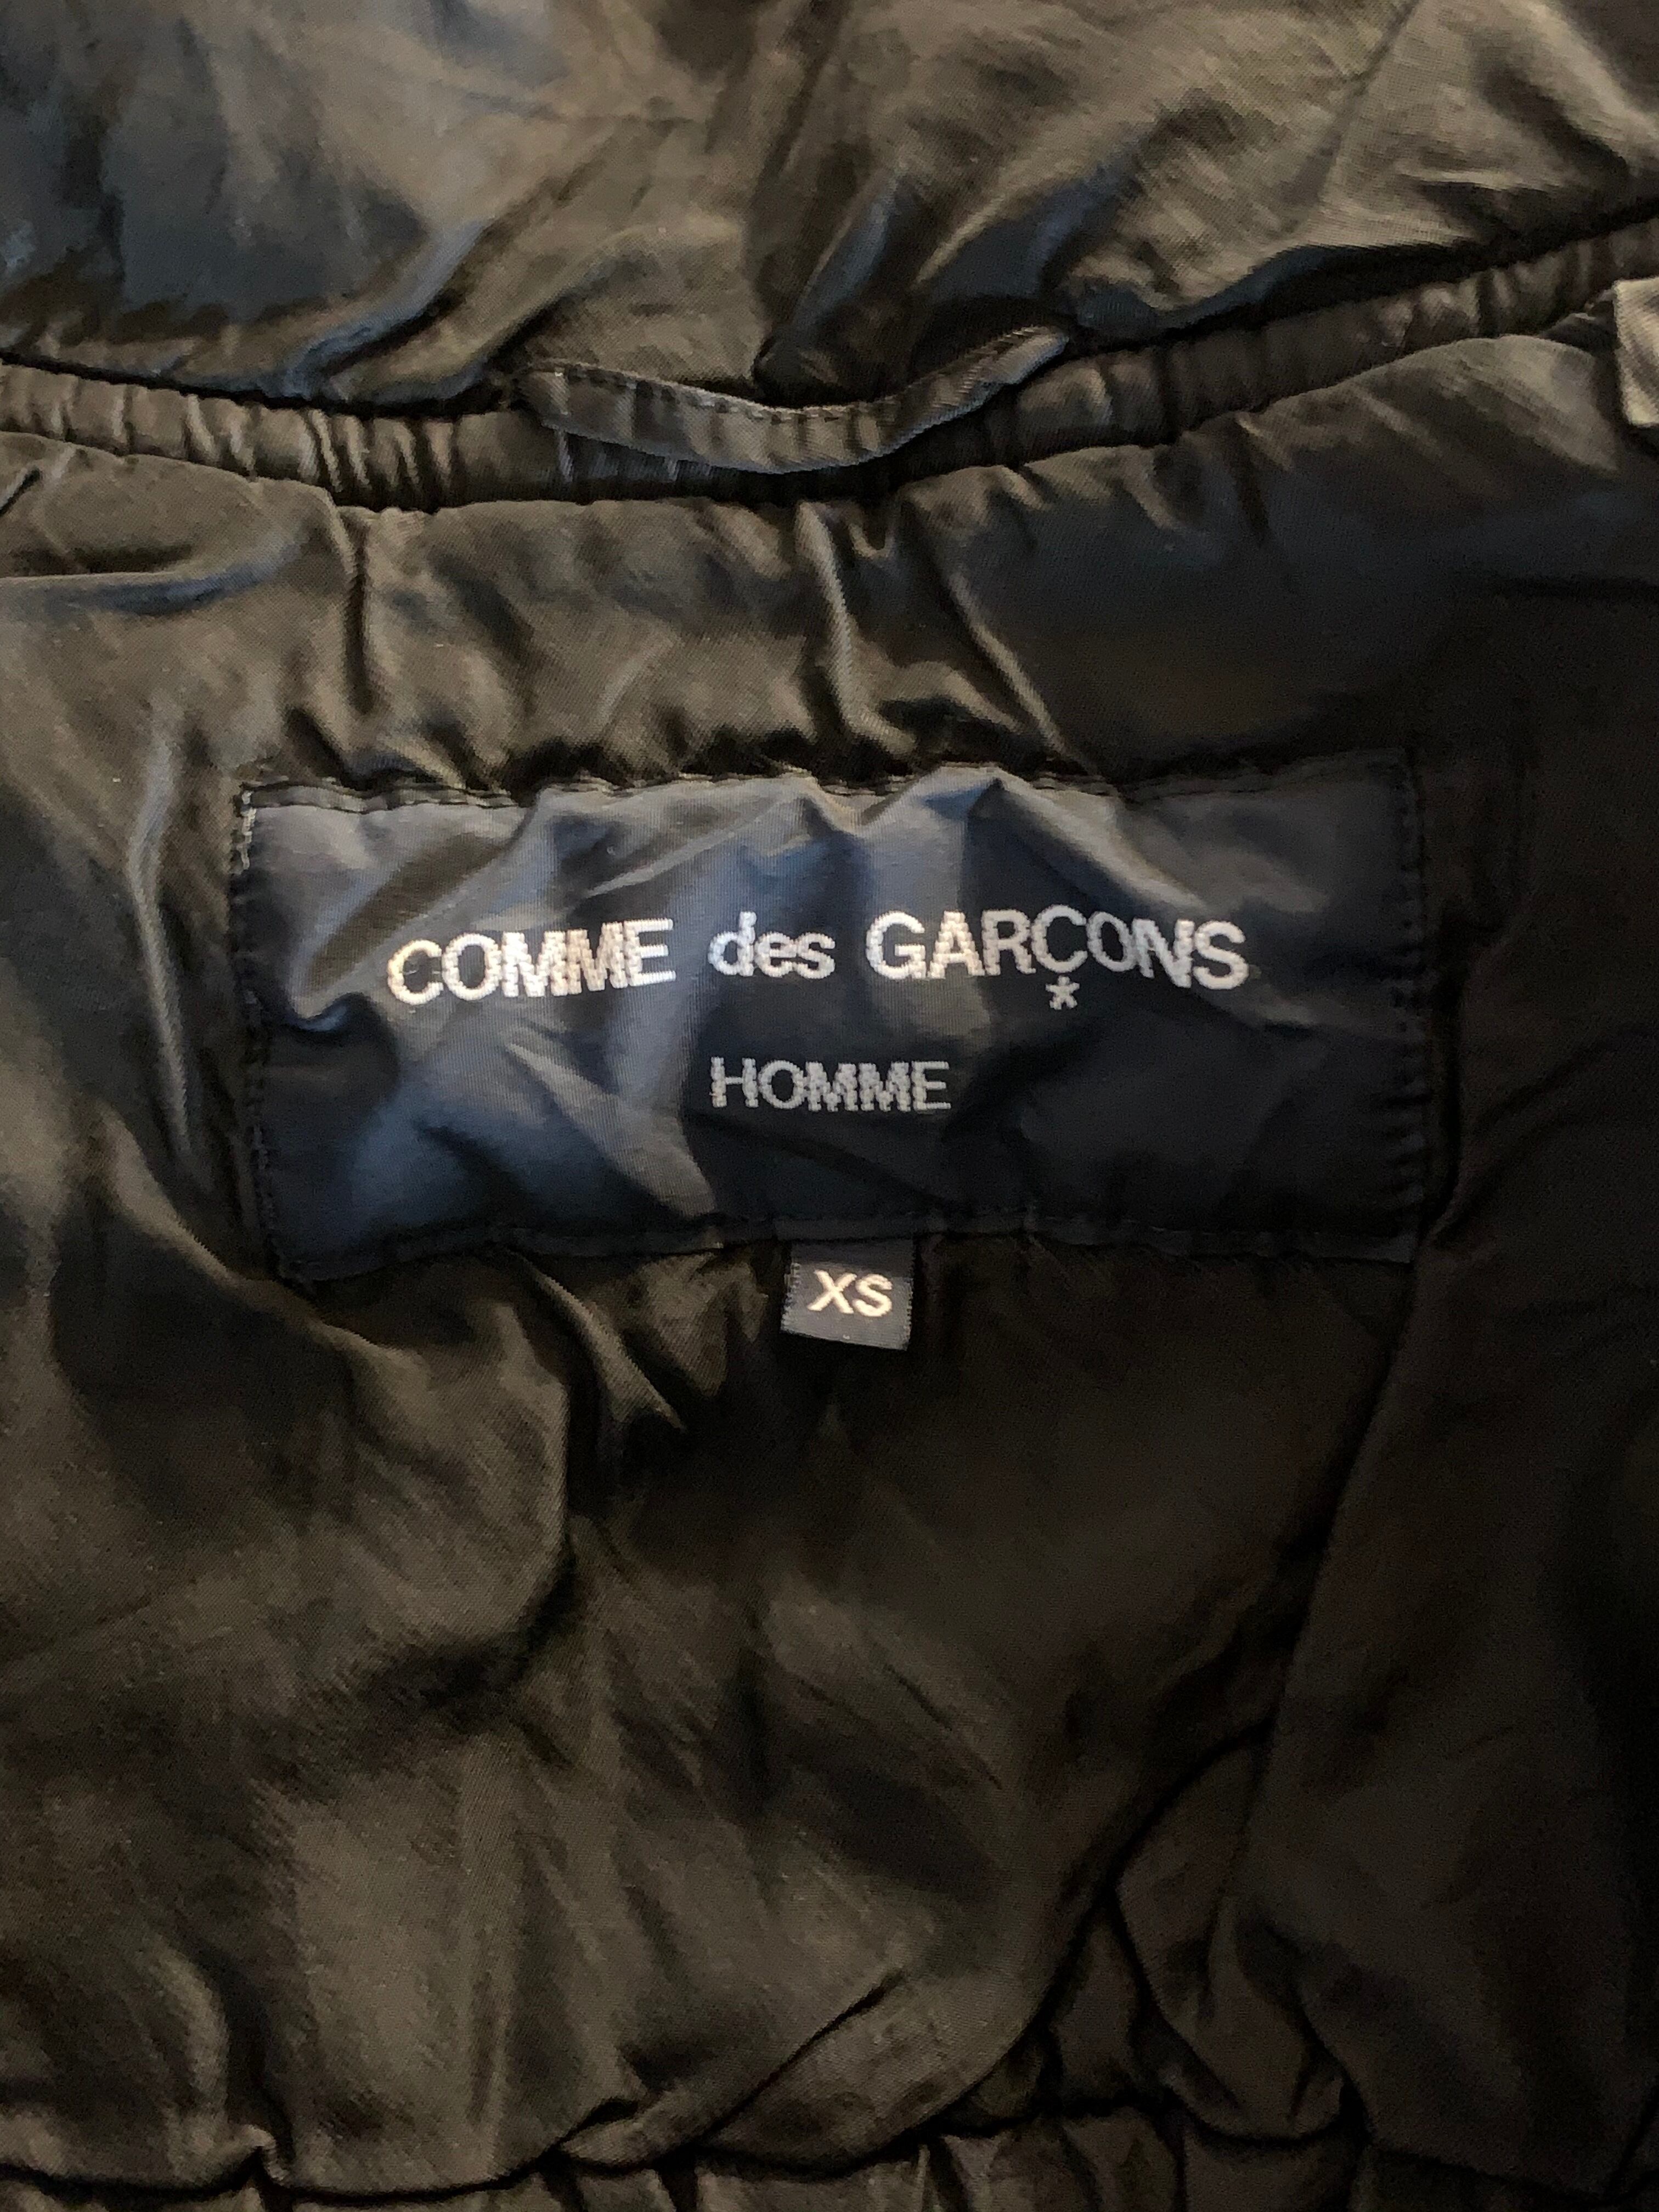 COMME des GARÇONS
*
HOMME
XS